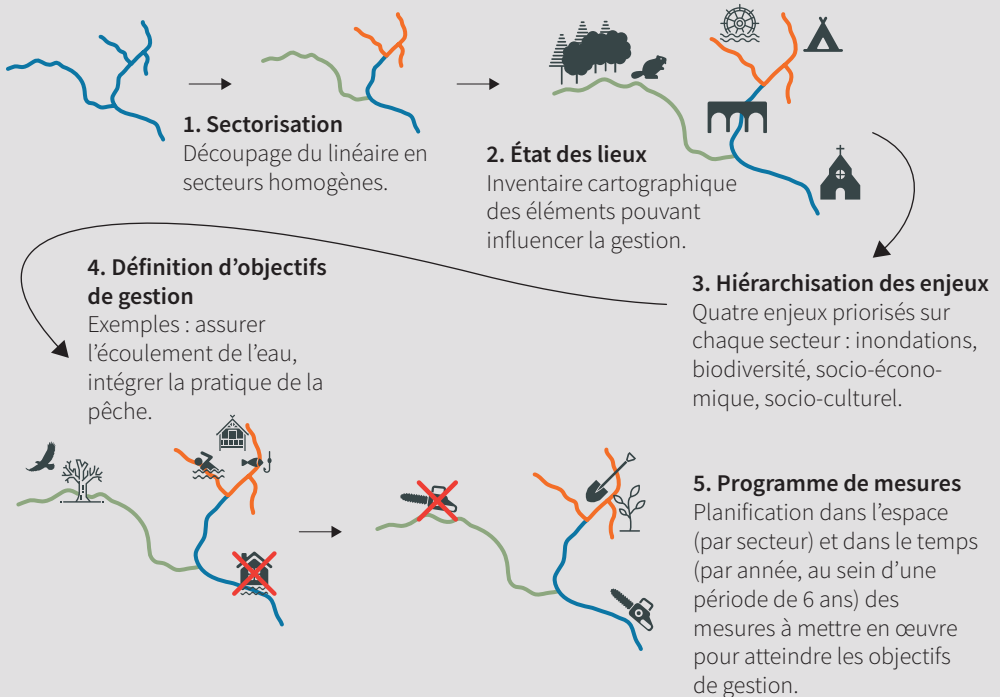 1. Sectorisation
Découpage du linéaire en
secteurs homogènes.
2. État des lieux
Inventaire cartographique
des éléments pouvant
influencer la gestion.
3. Hiérarchisation des enjeux
Quatre enjeux priorisés sur
chaque secteur : inondations,
biodiversité, socio-écono-
mique, socio-culturel.
4. Définition d’objectifs
de gestion
Exemples : assurer
l’écoulement de l’eau,
intégrer la pratique de la
pêche.
5. Programme de mesures
Planification dans l’espace
(par secteur) et dans le temps
(par année, au sein d’une
période de 6 ans) des
mesures à mettre en œuvre
pour atteindre les objectifs
de gestion.